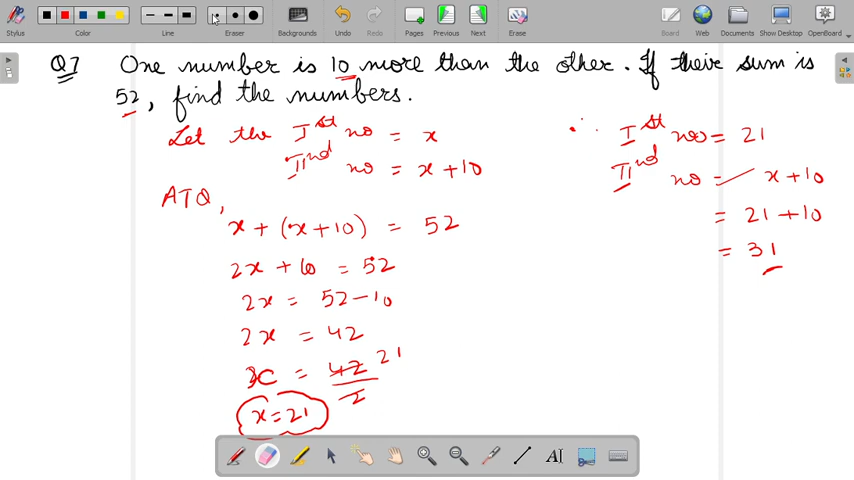 Stylus
Color
Line
Eraser
Backgrounds
Undo
Redo
Pages
Previous
Next
Erase
Board
Web
Documents
Show Desktop
OpenBoard
Q7 One number is 10 more than the other. If their sum is
52, find the numbers.
Let the Ist no = x
IInd no = x+10
ATQ,
x + (x+10) = 52
2x + 10 = 52
2x = 52-10
2x = 42
x = 42/2 21
x=21
∴ Ist no = 21
IInd no = x+10
= 21+10
= 31